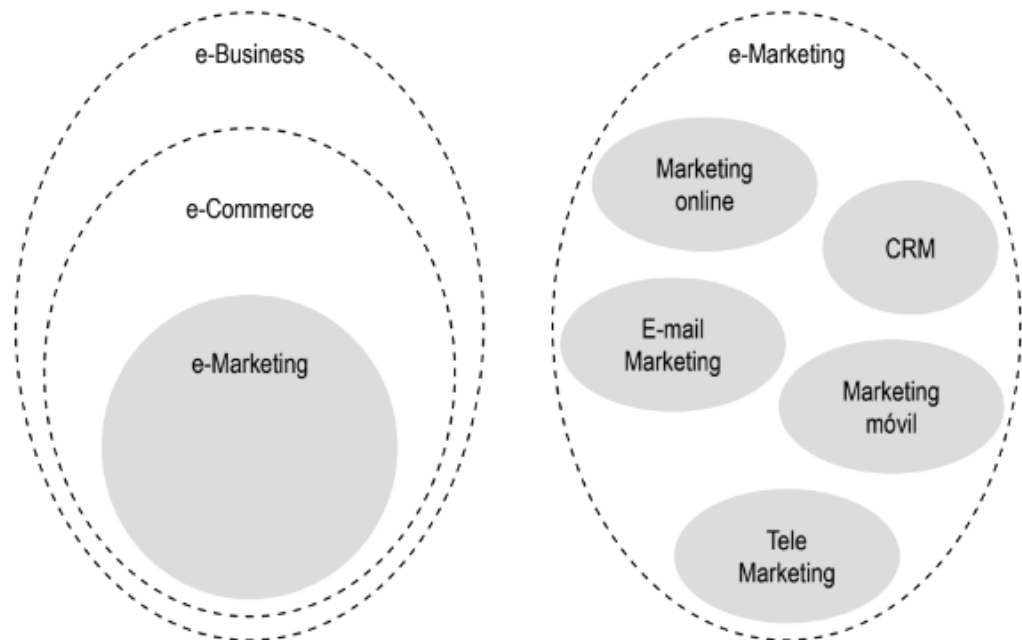 e-Business
e-Commerce
e-Marketing
e-Marketing
Marketing
online
CRM
E-mail
Marketing
Marketing
móvil
Tele
Marketing